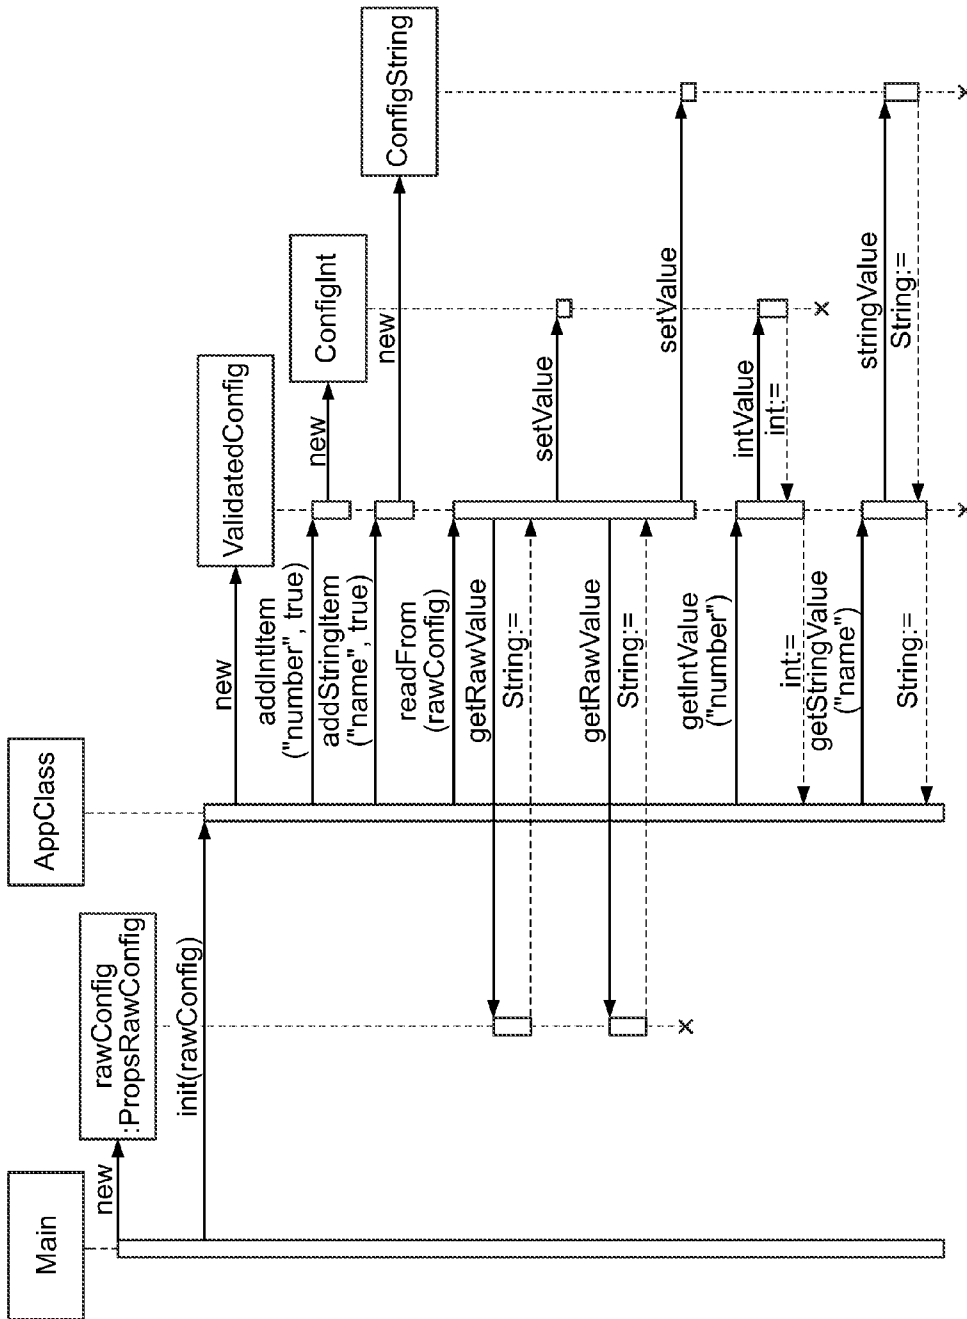 Main
rawConfig
:PropsRawConfig
AppClass
ValidatedConfig
ConfigInt
ConfigString
new
init(rawConfig)
new
addIntItem
("number", true)
new
addStringItem
("name", true)
new
readFrom
(rawConfig)
getRawValue
String:=
setValue
getRawValue
String:=
setValue
getIntValue
("number")
intValue
int:=
int:=
getStringValue
("name")
stringValue
String:=
String:=